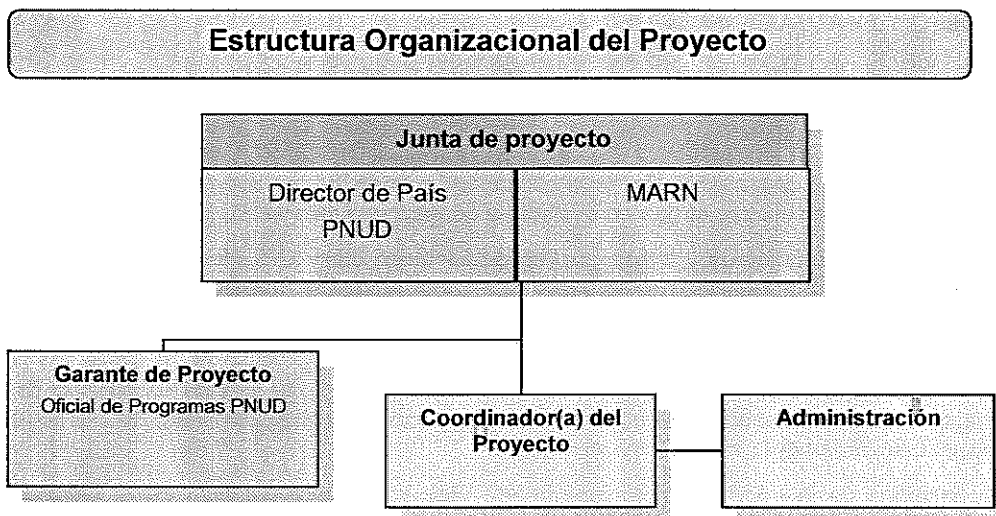 Estructura Organizacional del Proyecto
Junta de proyecto
Director de País
PNUD
MARN
Garante de Proyecto
Oficial de Programas PNUD
Coordinador(a) del
Proyecto
Administración